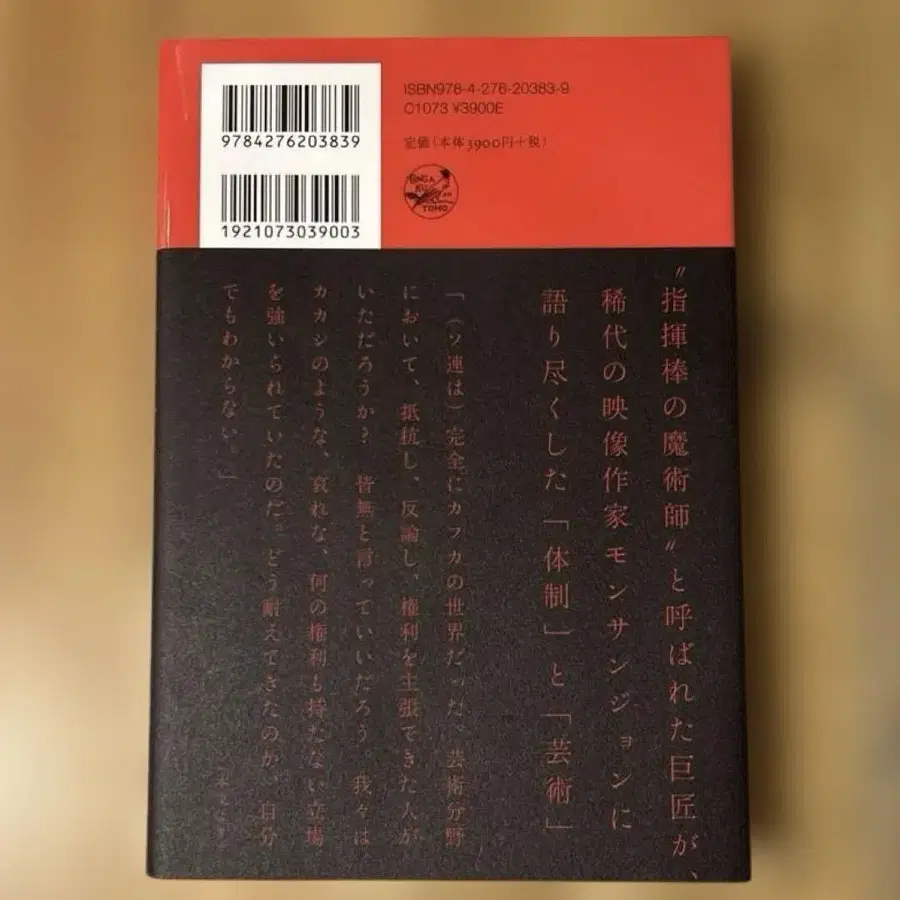 ISBN978-4-276-20383-9
C1073 ¥3900E
定価(本体3900円+税)
9784276203839
1921073039003
ONGAKU NO TOMO
〝指揮棒の魔術師〟と呼ばれた巨匠が、
稀代の映像作家モンサンジョンに
語り尽くした「体制」と「芸術」
「(ソ連は)完全にカフカの世界だった。芸術分野
において、抵抗し、反論し、権利を主張できた人が
いただろうか? 皆無と言っていいだろう。我々は
カカシのような、哀れな、何の権利も持たない立場
を強いられていたのだ。どう耐えてきたのか、自分
でもわからない。」